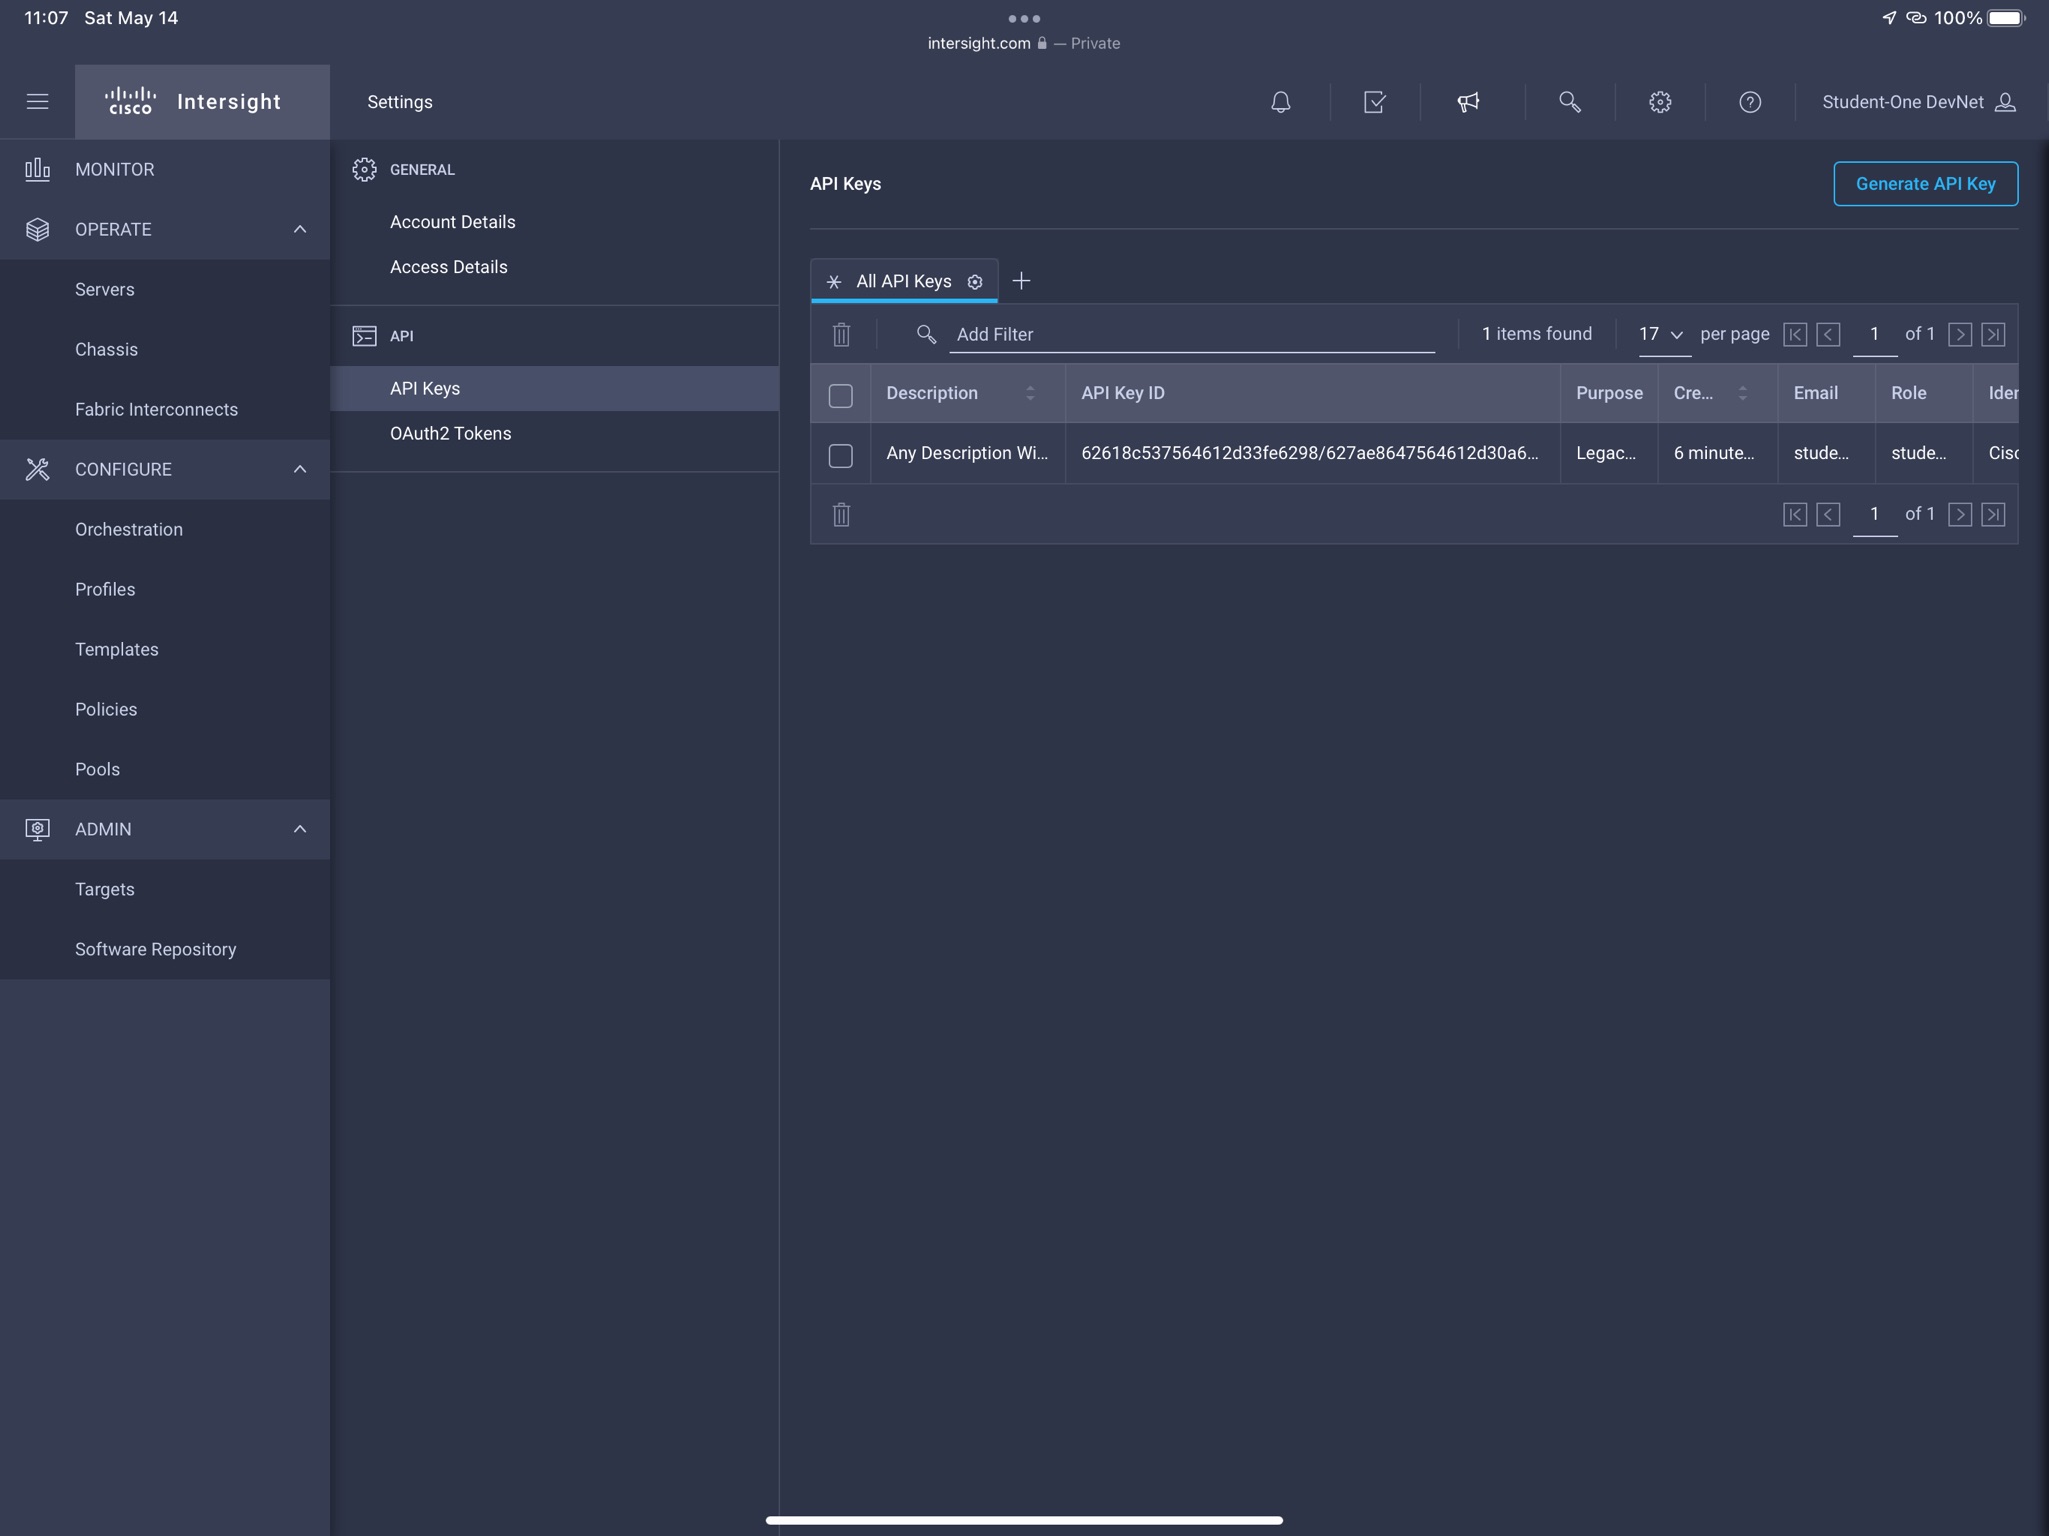 11:07 Sat May 14
100%
intersight.com — Private
CISCO Intersight
Settings
Student-One DevNet
MONITOR
OPERATE
Servers
Chassis
Fabric Interconnects
CONFIGURE
Orchestration
Profiles
Templates
Policies
Pools
ADMIN
Targets
Software Repository
GENERAL
Account Details
Access Details
API
API Keys
OAuth2 Tokens
API Keys
Generate API Key
All API Keys
Add Filter 1 items found 17 per page 1 of 1
Description API Key ID Purpose Cre... Email Role Ider
Any Description Wi... 62618c537564612d33fe6298/627ae8647564612d30a6... Legac... 6 minute... stude... stude... Cisc
1 of 1